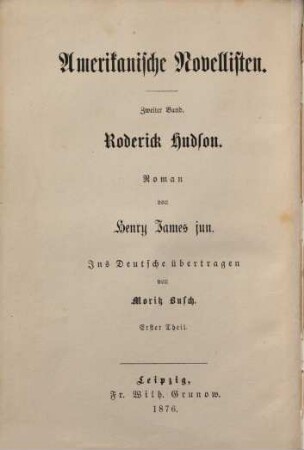 Amerikanische Novellisten.
Zweiter Band.
Roderick Hudson.
Roman
von
Henry James jun.
Ins Deutsche übertragen
von
Moritz Busch.
Erster Theil.
Leipzig,
Fr. Wilh. Grunow.
1876.